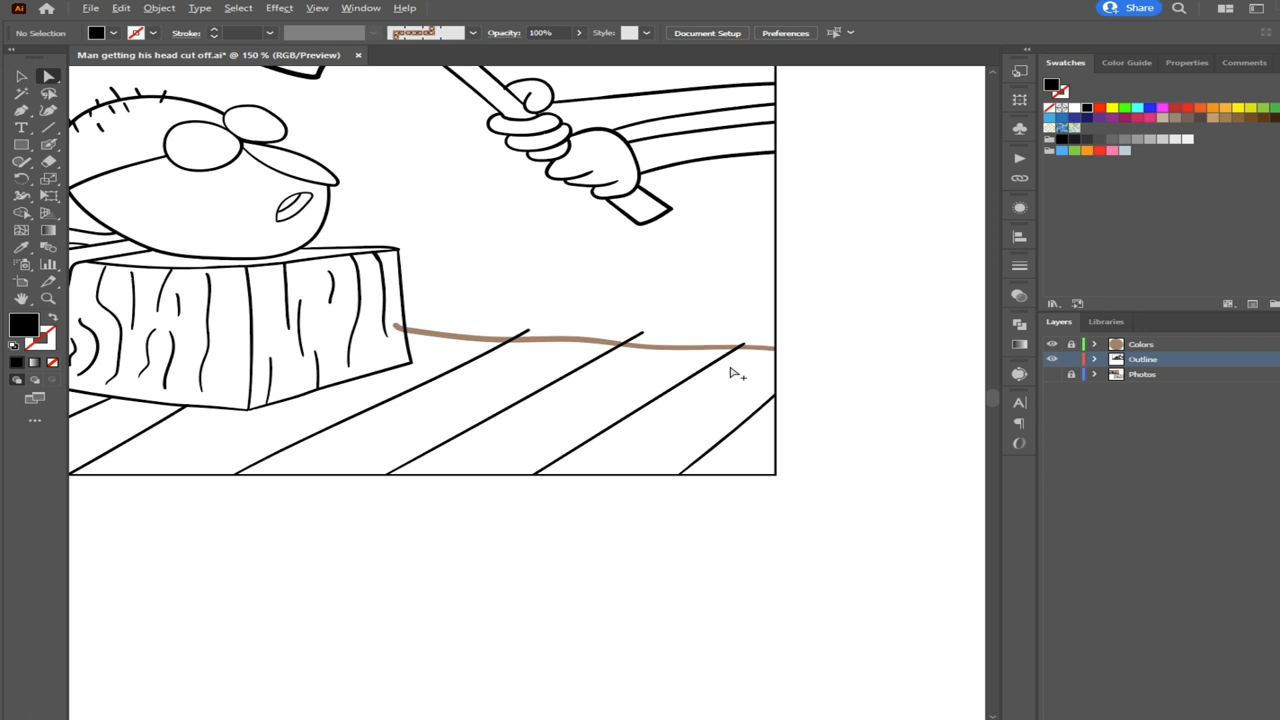 Ai File Edit Object Type Select Effect View Window Help Share
No Selection Stroke: Opacity: 100% Style: Document Setup Preferences
Man getting his head cut off.ai* @ 150 % (RGB/Preview)
Swatches Color Guide Properties Comments
Layers Libraries
Colors
Outline
Photos